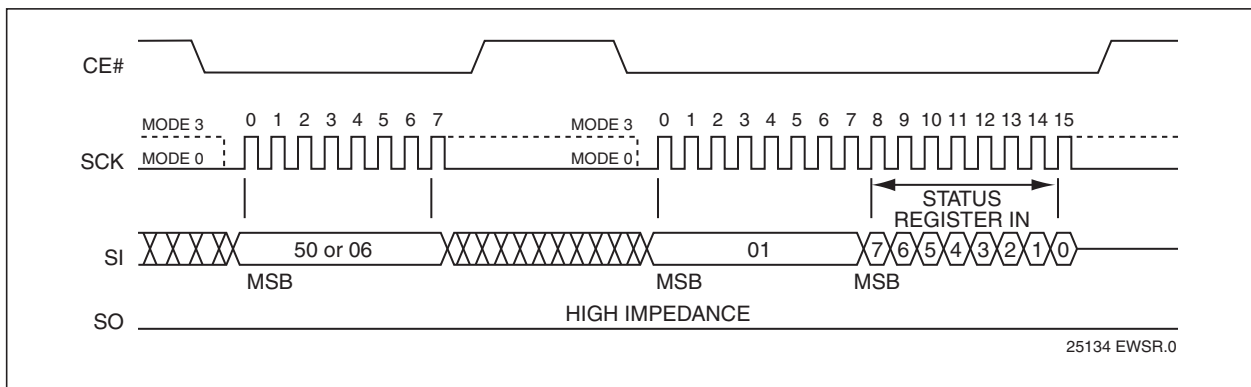 CE#
MODE 3 0 1 2 3 4 5 6 7 MODE 3 0 1 2 3 4 5 6 7 8 9 10 11 12 13 14 15
SCK MODE 0 MODE 0
STATUS
REGISTER IN
SI 50 or 06 01 7 6 5 4 3 2 1 0
MSB MSB MSB
SO HIGH IMPEDANCE
25134 EWSR.0